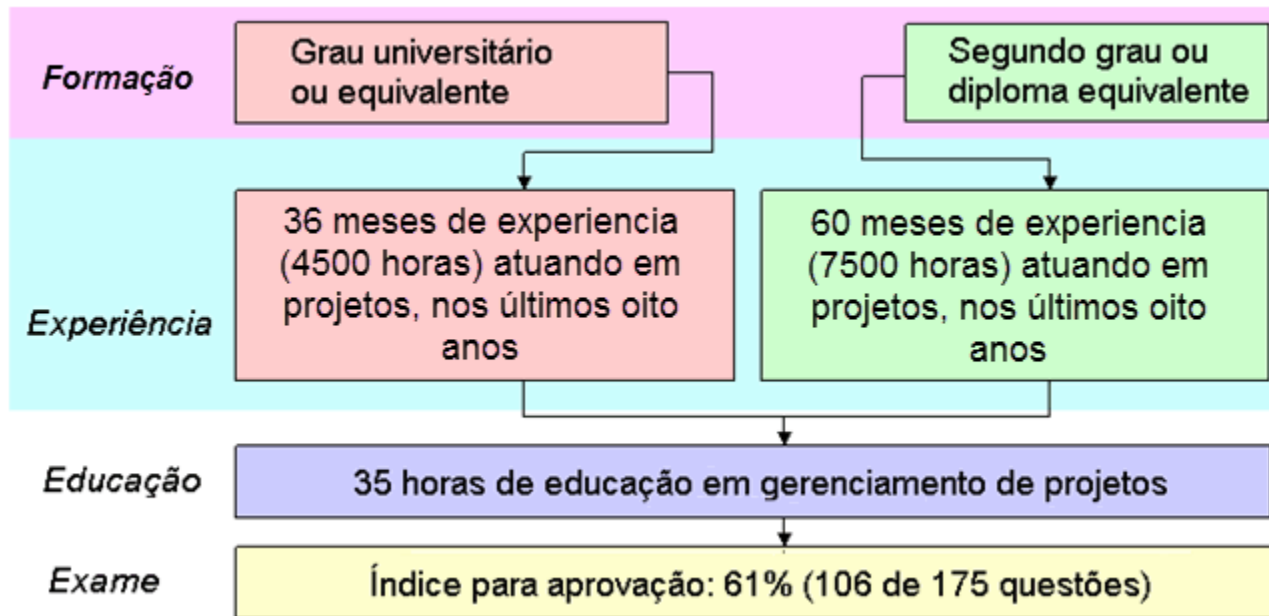 Formação
Grau universitário
ou equivalente
Segundo grau ou
diploma equivalente
Experiência
36 meses de experiencia
(4500 horas) atuando em
projetos, nos últimos oito
anos
60 meses de experiencia
(7500 horas) atuando em
projetos, nos últimos oito
anos
Educação
35 horas de educação em gerenciamento de projetos
Exame
Índice para aprovação: 61% (106 de 175 questões)